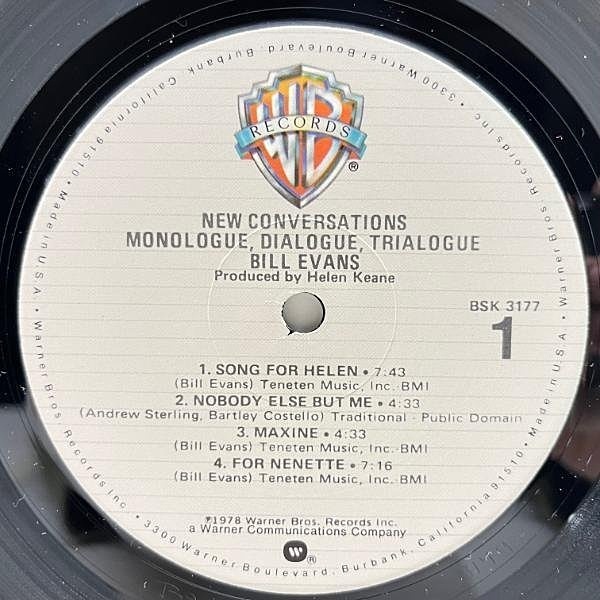 Made in U.S.A. • Warner Bros. Records Inc. • 3300 Warner Boulevard, Burbank, California 91510 • Made in U.S.A. • Warner Bros. Records Inc. • 3300 Warner Boulevard, Burbank, California 91510 •
WB
RECORDS
®
NEW CONVERSATIONS
MONOLOGUE, DIALOGUE, TRIALOGUE
BILL EVANS
Produced by Helen Keane
BSK 3177
1
1. SONG FOR HELEN • 7:43
(Bill Evans) Teneten Music, Inc.-BMI
2. NOBODY ELSE BUT ME • 4:33
(Andrew Sterling, Bartley Costello) Traditional - Public Domain
3. MAXINE • 4:33
(Bill Evans) Teneten Music, Inc.-BMI
4. FOR NENETTE • 7:16
(Bill Evans) Teneten Music, Inc.-BMI
℗1978 Warner Bros. Records Inc.
a Warner Communications Company
®